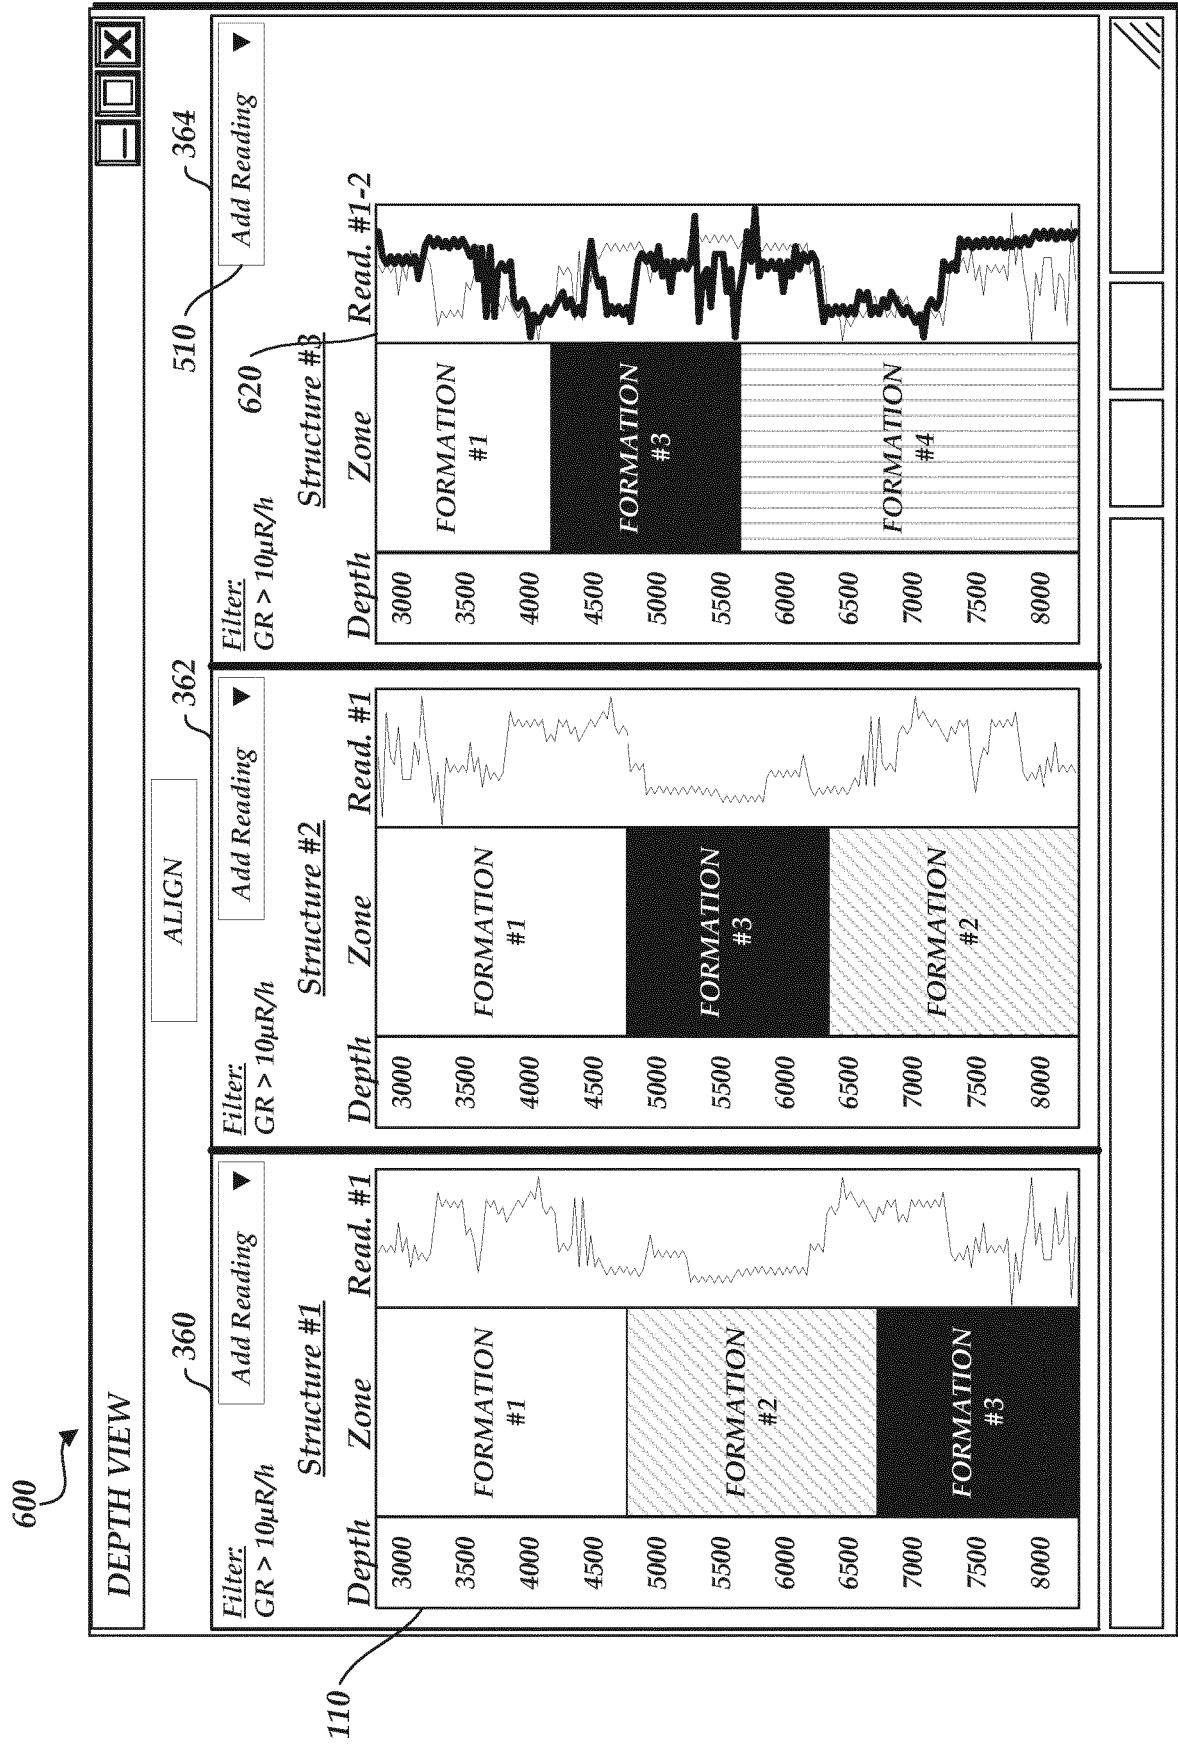 600
DEPTH VIEW
ALIGN
360
362
364
Filter:
GR > 10µR/h
Add Reading ▼
Structure #1
Depth
Zone
Read. #1
110
3000
3500
4000
4500
5000
5500
6000
6500
7000
7500
8000
FORMATION
#1
FORMATION
#2
FORMATION
#3
Filter:
GR > 10µR/h
Add Reading ▼
Structure #2
Depth
Zone
Read. #1
3000
3500
4000
4500
5000
5500
6000
6500
7000
7500
8000
FORMATION
#1
FORMATION
#3
FORMATION
#2
Filter:
GR > 10µR/h
510
Add Reading ▼
620
Structure #3
Depth
Zone
Read. #1-2
3000
3500
4000
4500
5000
5500
6000
6500
7000
7500
8000
FORMATION
#1
FORMATION
#3
FORMATION
#4